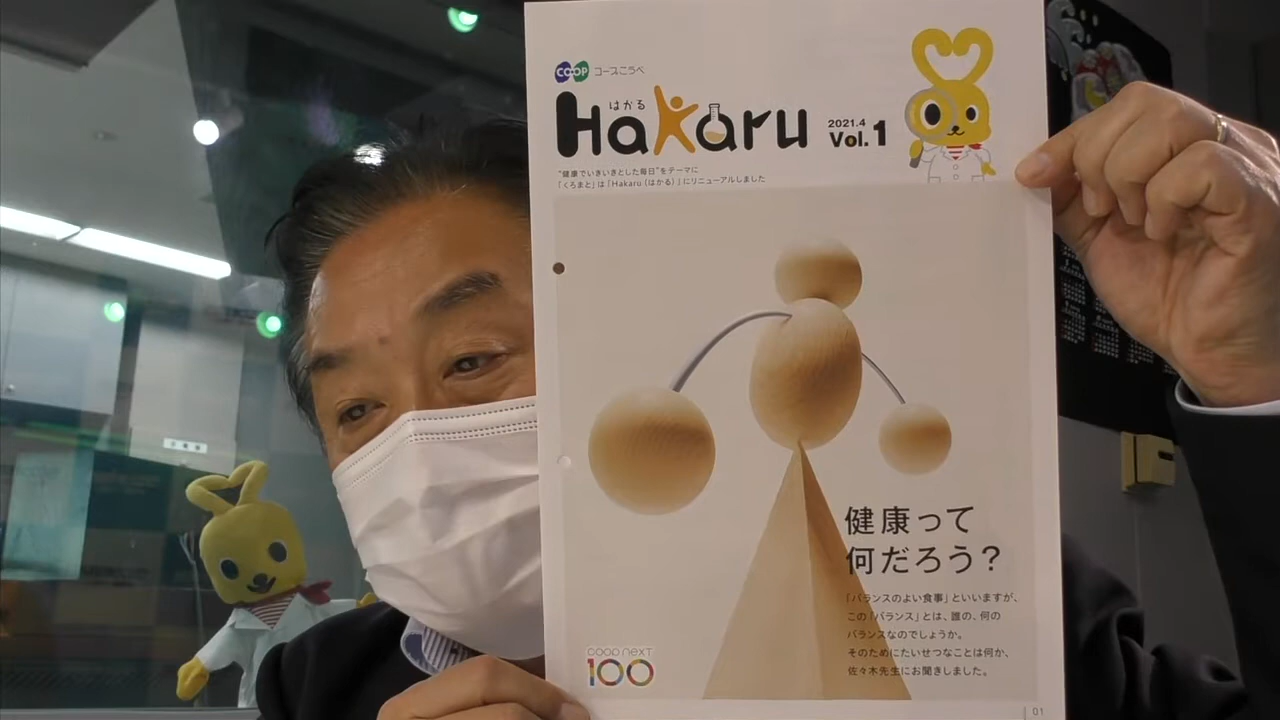 COOP コープこうべ
はかる
Hakaru
2021.4
Vol.1
"健康でいきいきとした毎日"をテーマに
「くろまと」は「Hakaru(はかる)」にリニューアルしました
健康って
何だろう?
「バランスのよい食事」といいますが、
この「バランス」とは、誰の、何の
バランスなのでしょうか。
そのためにたいせつなことは何か、
佐々木先生にお聞きしました。
coop next
100
01